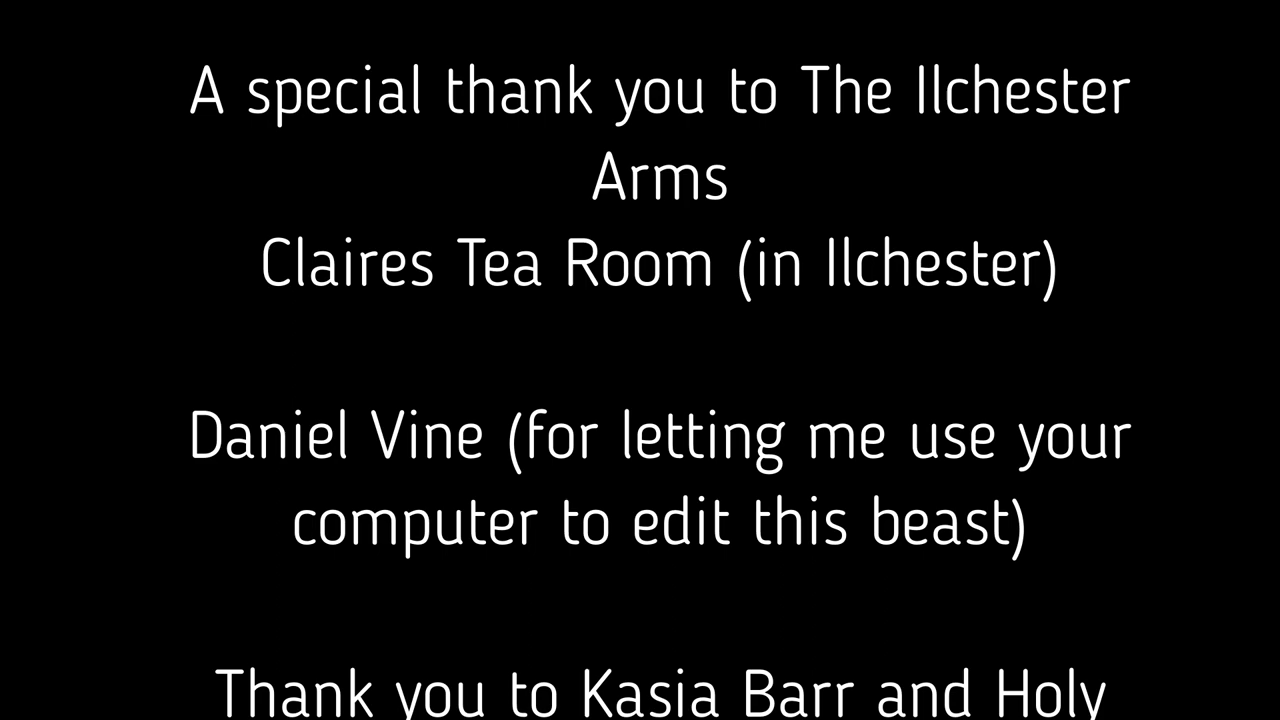 A special thank you to The Ilchester
Arms
Claires Tea Room (in Ilchester)
Daniel Vine (for letting me use your
computer to edit this beast)
Thank you to Kasia Barr and Holy